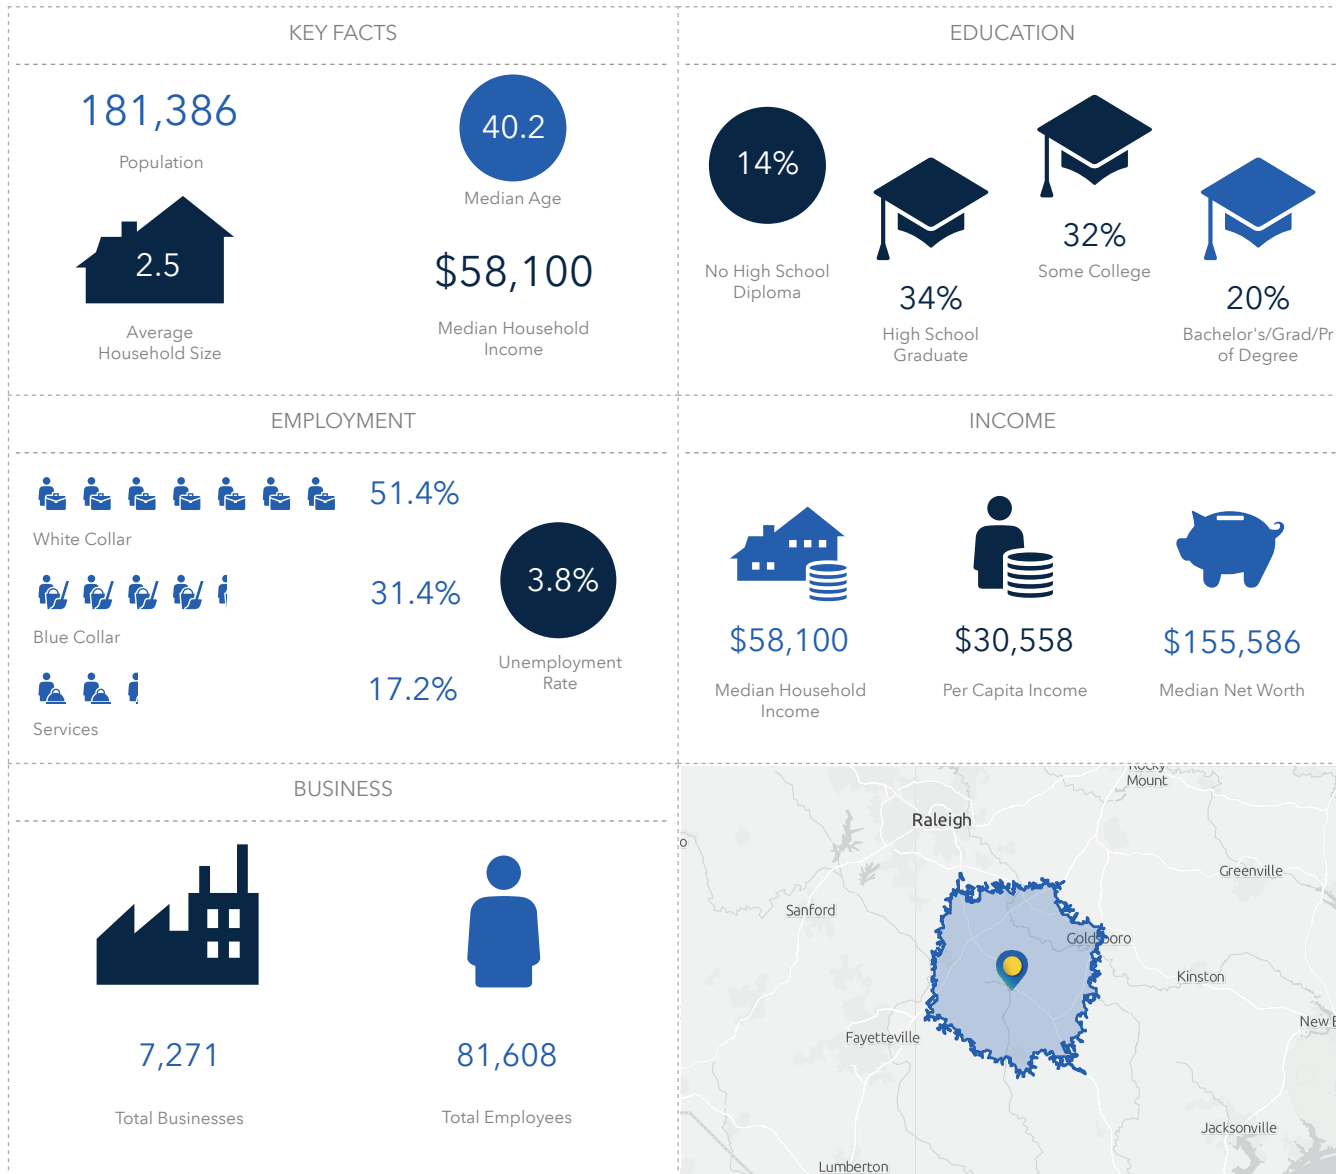 KEY FACTS
181,386
Population
40.2
Median Age
2.5
Average
Household Size
$58,100
Median Household
Income
EDUCATION
14%
No High School
Diploma
34%
High School
Graduate
32%
Some College
20%
Bachelor's/Grad/Pr
of Degree
EMPLOYMENT
51.4%
White Collar
31.4%
Blue Collar
17.2%
Services
3.8%
Unemployment
Rate
INCOME
$58,100
Median Household
Income
$30,558
Per Capita Income
$155,586
Median Net Worth
BUSINESS
7,271
Total Businesses
81,608
Total Employees
Rocky
Mount
Raleigh
o
Greenville
Sanford
Goldsboro
Kinston
New
Fayetteville
Jacksonville
Lumberton